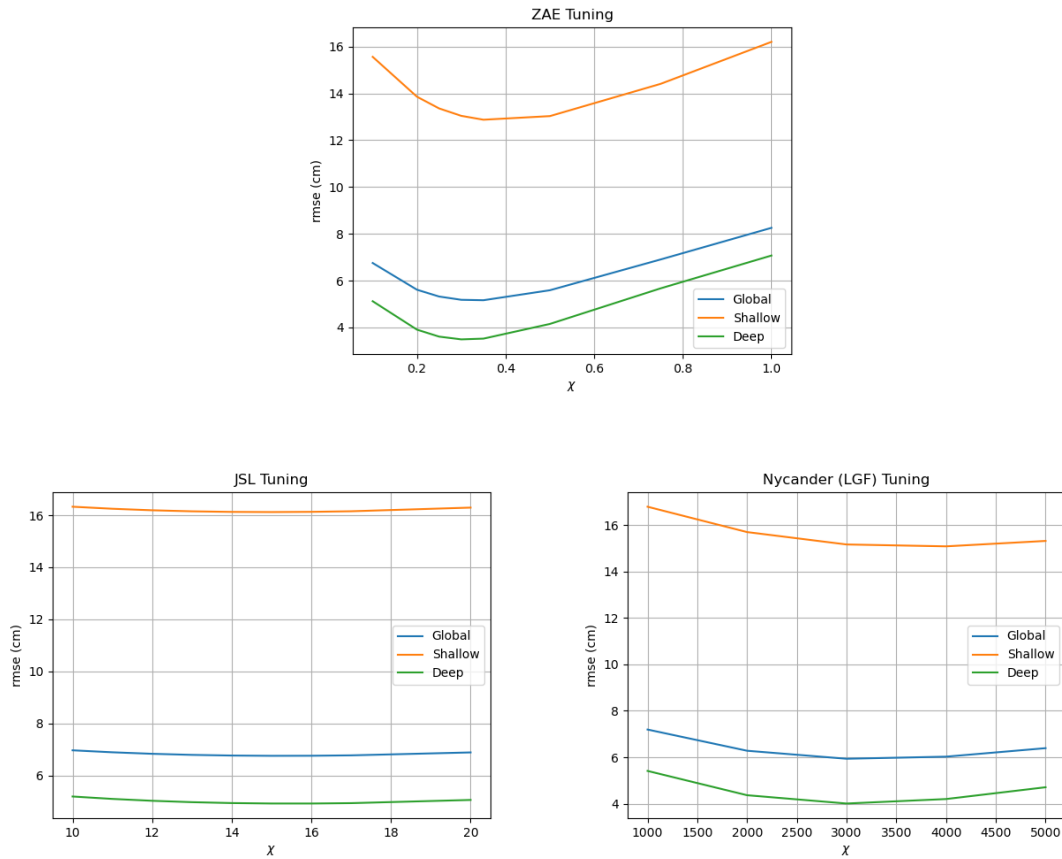 ZAE Tuning
16
14
12
10
8
6
4
rmse (cm)
Global
Shallow
Deep
0.2 0.4 0.6 0.8 1.0
χ
JSL Tuning
16
14
12
10
8
6
rmse (cm)
Global
Shallow
Deep
10 12 14 16 18 20
χ
Nycander (LGF) Tuning
16
14
12
10
8
6
4
rmse (cm)
Global
Shallow
Deep
1000 1500 2000 2500 3000 3500 4000 4500 5000
χ